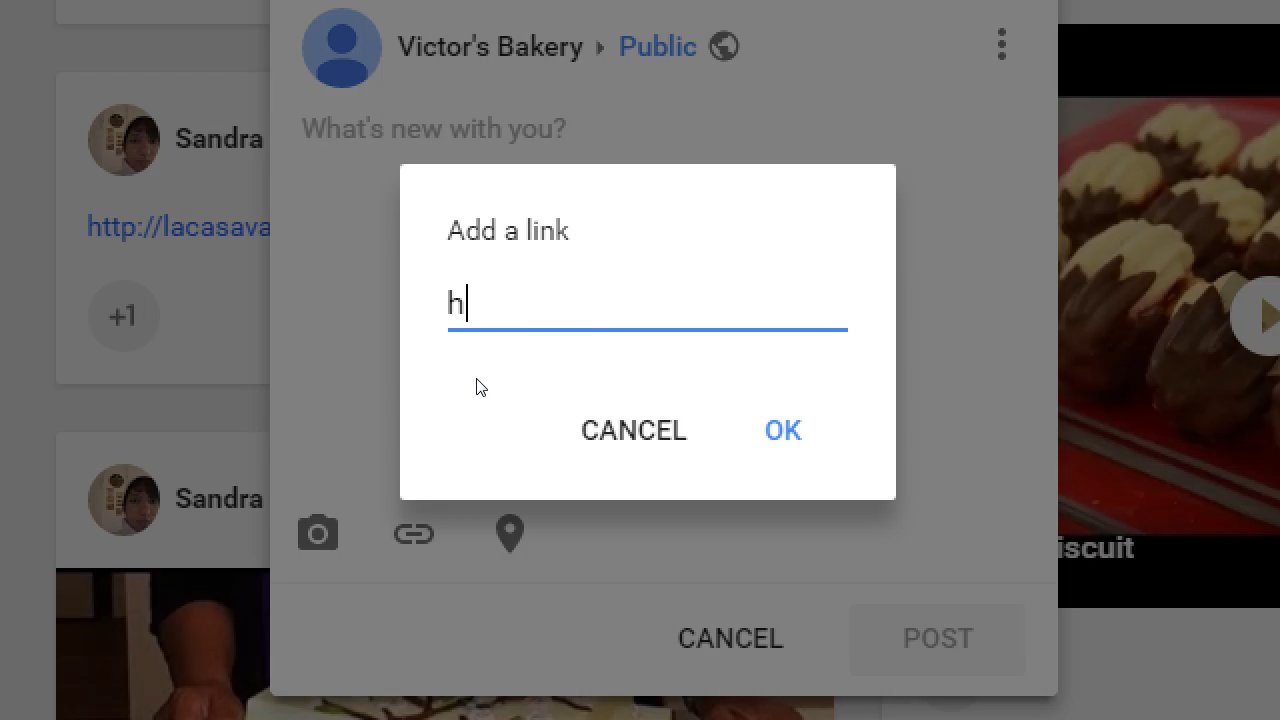 Victor's Bakery Public
What's new with you?
Sandra
http://lacasava
+1
Add a link
h
CANCEL OK
Sandra
iscuit
CANCEL POST